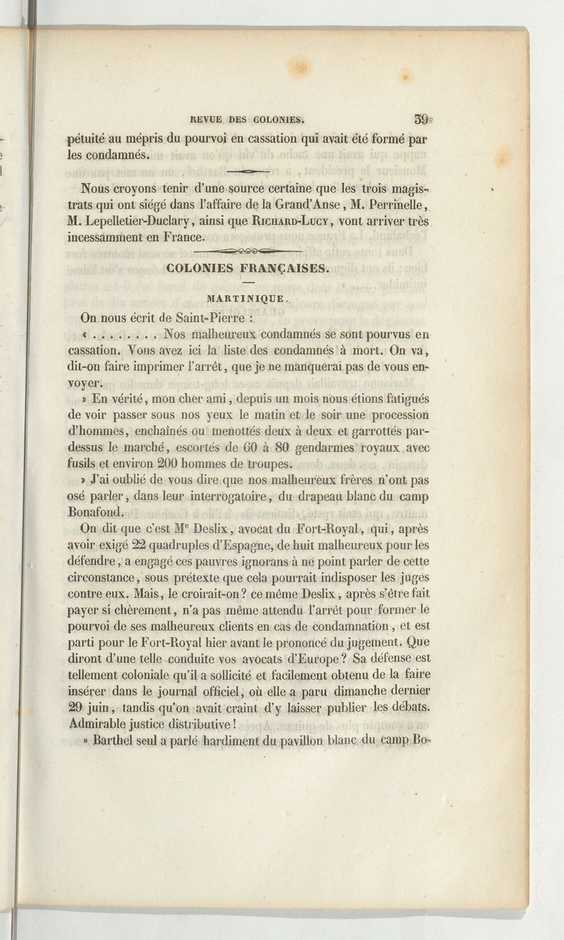 REVUE DES COLONIES. 39
pétuité au mépris du pourvoi en cassation qui avait été formé par
les condamnés.
Nous croyons tenir d'une source certaine que les trois magis-
trats qui ont siégé dans l'affaire de la Grand'Anse, M. Perrinelle,
M. Lepelletier-Duclary, ainsi que RICHARD-LUCY, vont arriver très
incessamment en France.
COLONIES FRANÇAISES.
MARTINIQUE.
On nous écrit de Saint-Pierre :
« . . . . . . . . Nos malheureux condamnés se sont pourvus en
cassation. Vous avez ici la liste des condamnés à mort. On va,
dit-on faire imprimer l'arrêt, que je ne manquerai pas de vous en-
voyer.
» En vérité, mon cher ami, depuis un mois nous étions fatigués
de voir passer sous nos yeux le matin et le soir une procession
d'hommes, enchaînés ou menottés deux à deux et garrottés par-
dessus le marché, escortés de 60 à 80 gendarmes royaux avec
fusils et environ 200 hommes de troupes.
» J'ai oublié de vous dire que nos malheureux frères n'ont pas
osé parler, dans leur interrogatoire, du drapeau blanc du camp
Bonafond.
On dit que c'est Me Deslix, avocat du Fort-Royal, qui, après
avoir exigé 22 quadruples d'Espagne, de huit malheureux pour les
défendre, a engagé ces pauvres ignorans à ne point parler de cette
circonstance, sous prétexte que cela pourrait indisposer les juges
contre eux. Mais, le croirait-on? ce même Deslix, après s'être fait
payer si chèrement, n'a pas même attendu l'arrêt pour former le
pourvoi de ses malheureux clients en cas de condamnation, et est
parti pour le Fort-Royal hier avant le prononcé du jugement. Que
diront d'une telle conduite vos avocats d'Europe? Sa défense est
tellement coloniale qu'il a sollicité et facilement obtenu de la faire
insérer dans le journal officiel, où elle a paru dimanche dernier
29 juin, tandis qu'on avait craint d'y laisser publier les débats.
Admirable justice distributive!
» Barthel seul a parlé hardiment du pavillon blanc du camp Bo-